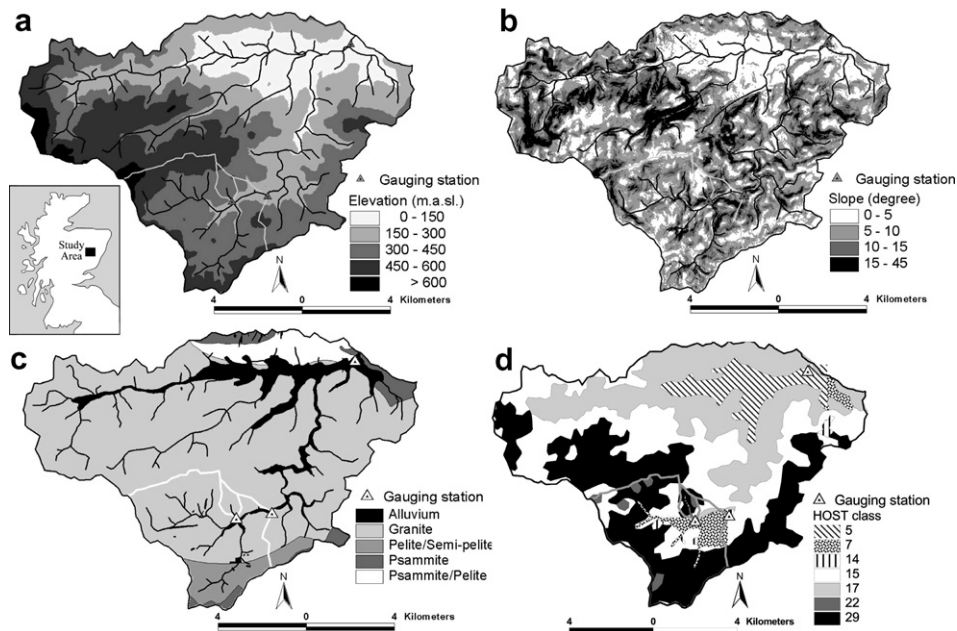 a
Gauging station
Elevation (m.a.sl.)
0 - 150
150 - 300
300 - 450
450 - 600
> 600
Study
Area
N
4 0 4 Kilometers
b
Gauging station
Slope (degree)
0 - 5
5 - 10
10 - 15
15 - 45
N
4 0 4 Kilometers
c
Gauging station
Alluvium
Granite
Pelite/Semi-pelite
Psammite
Psammite/Pelite
N
4 0 4 Kilometers
d
Gauging station
HOST class
5
7
14
15
17
22
29
N
4 0 4 Kilometers